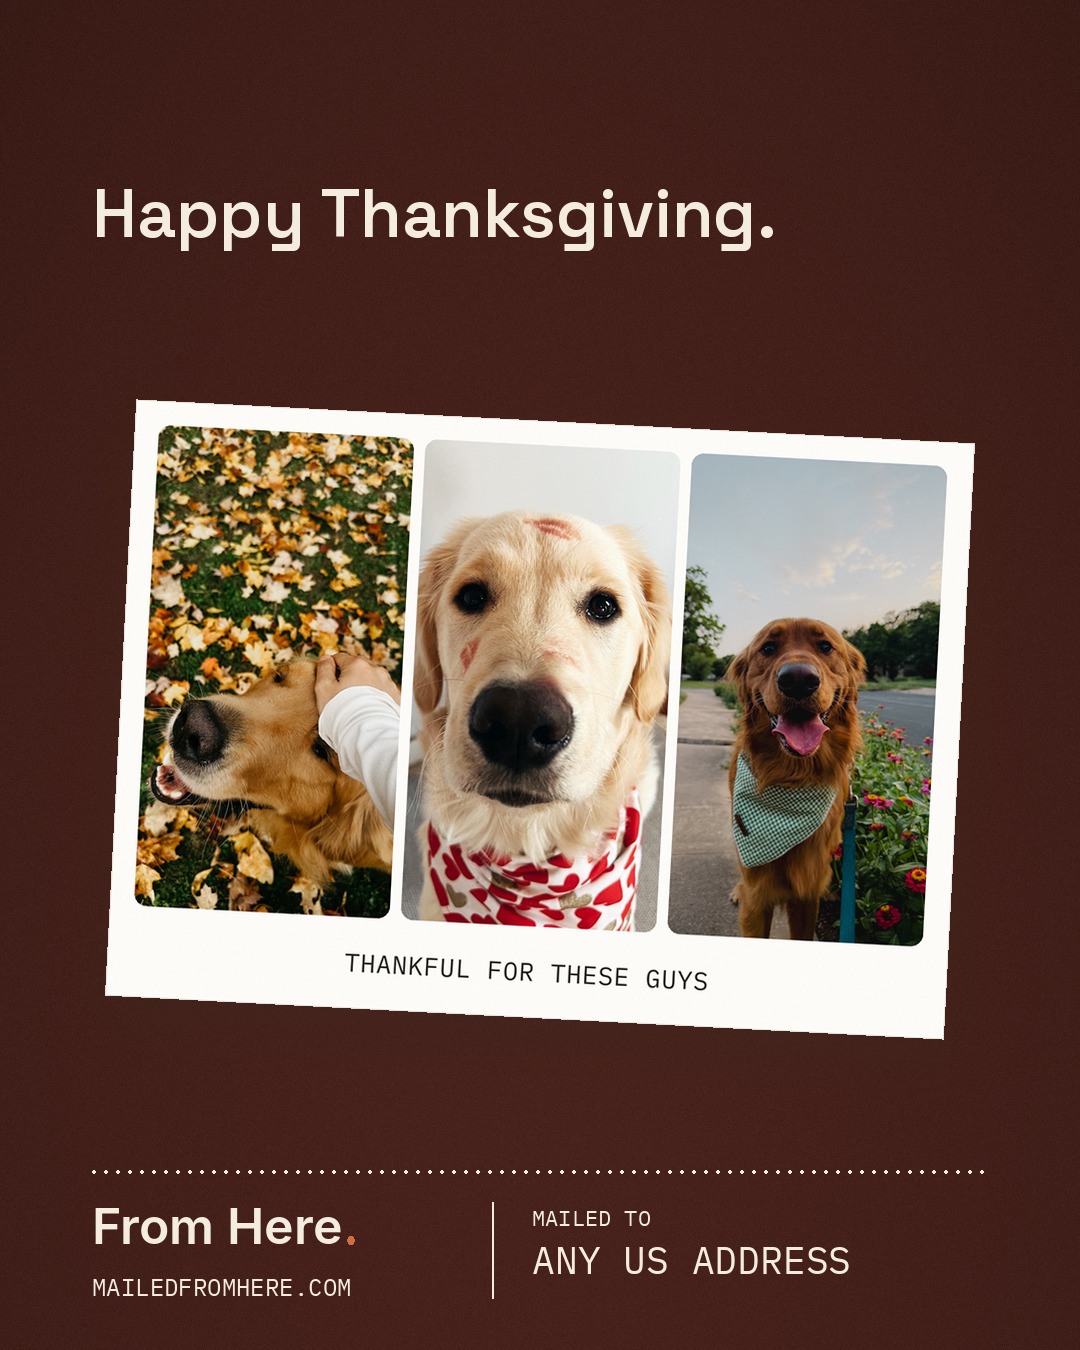 Happy Thanksgiving.
THANKFUL FOR THESE GUYS
From Here.
MAILEDFROMHERE.COM
MAILED TO
ANY US ADDRESS